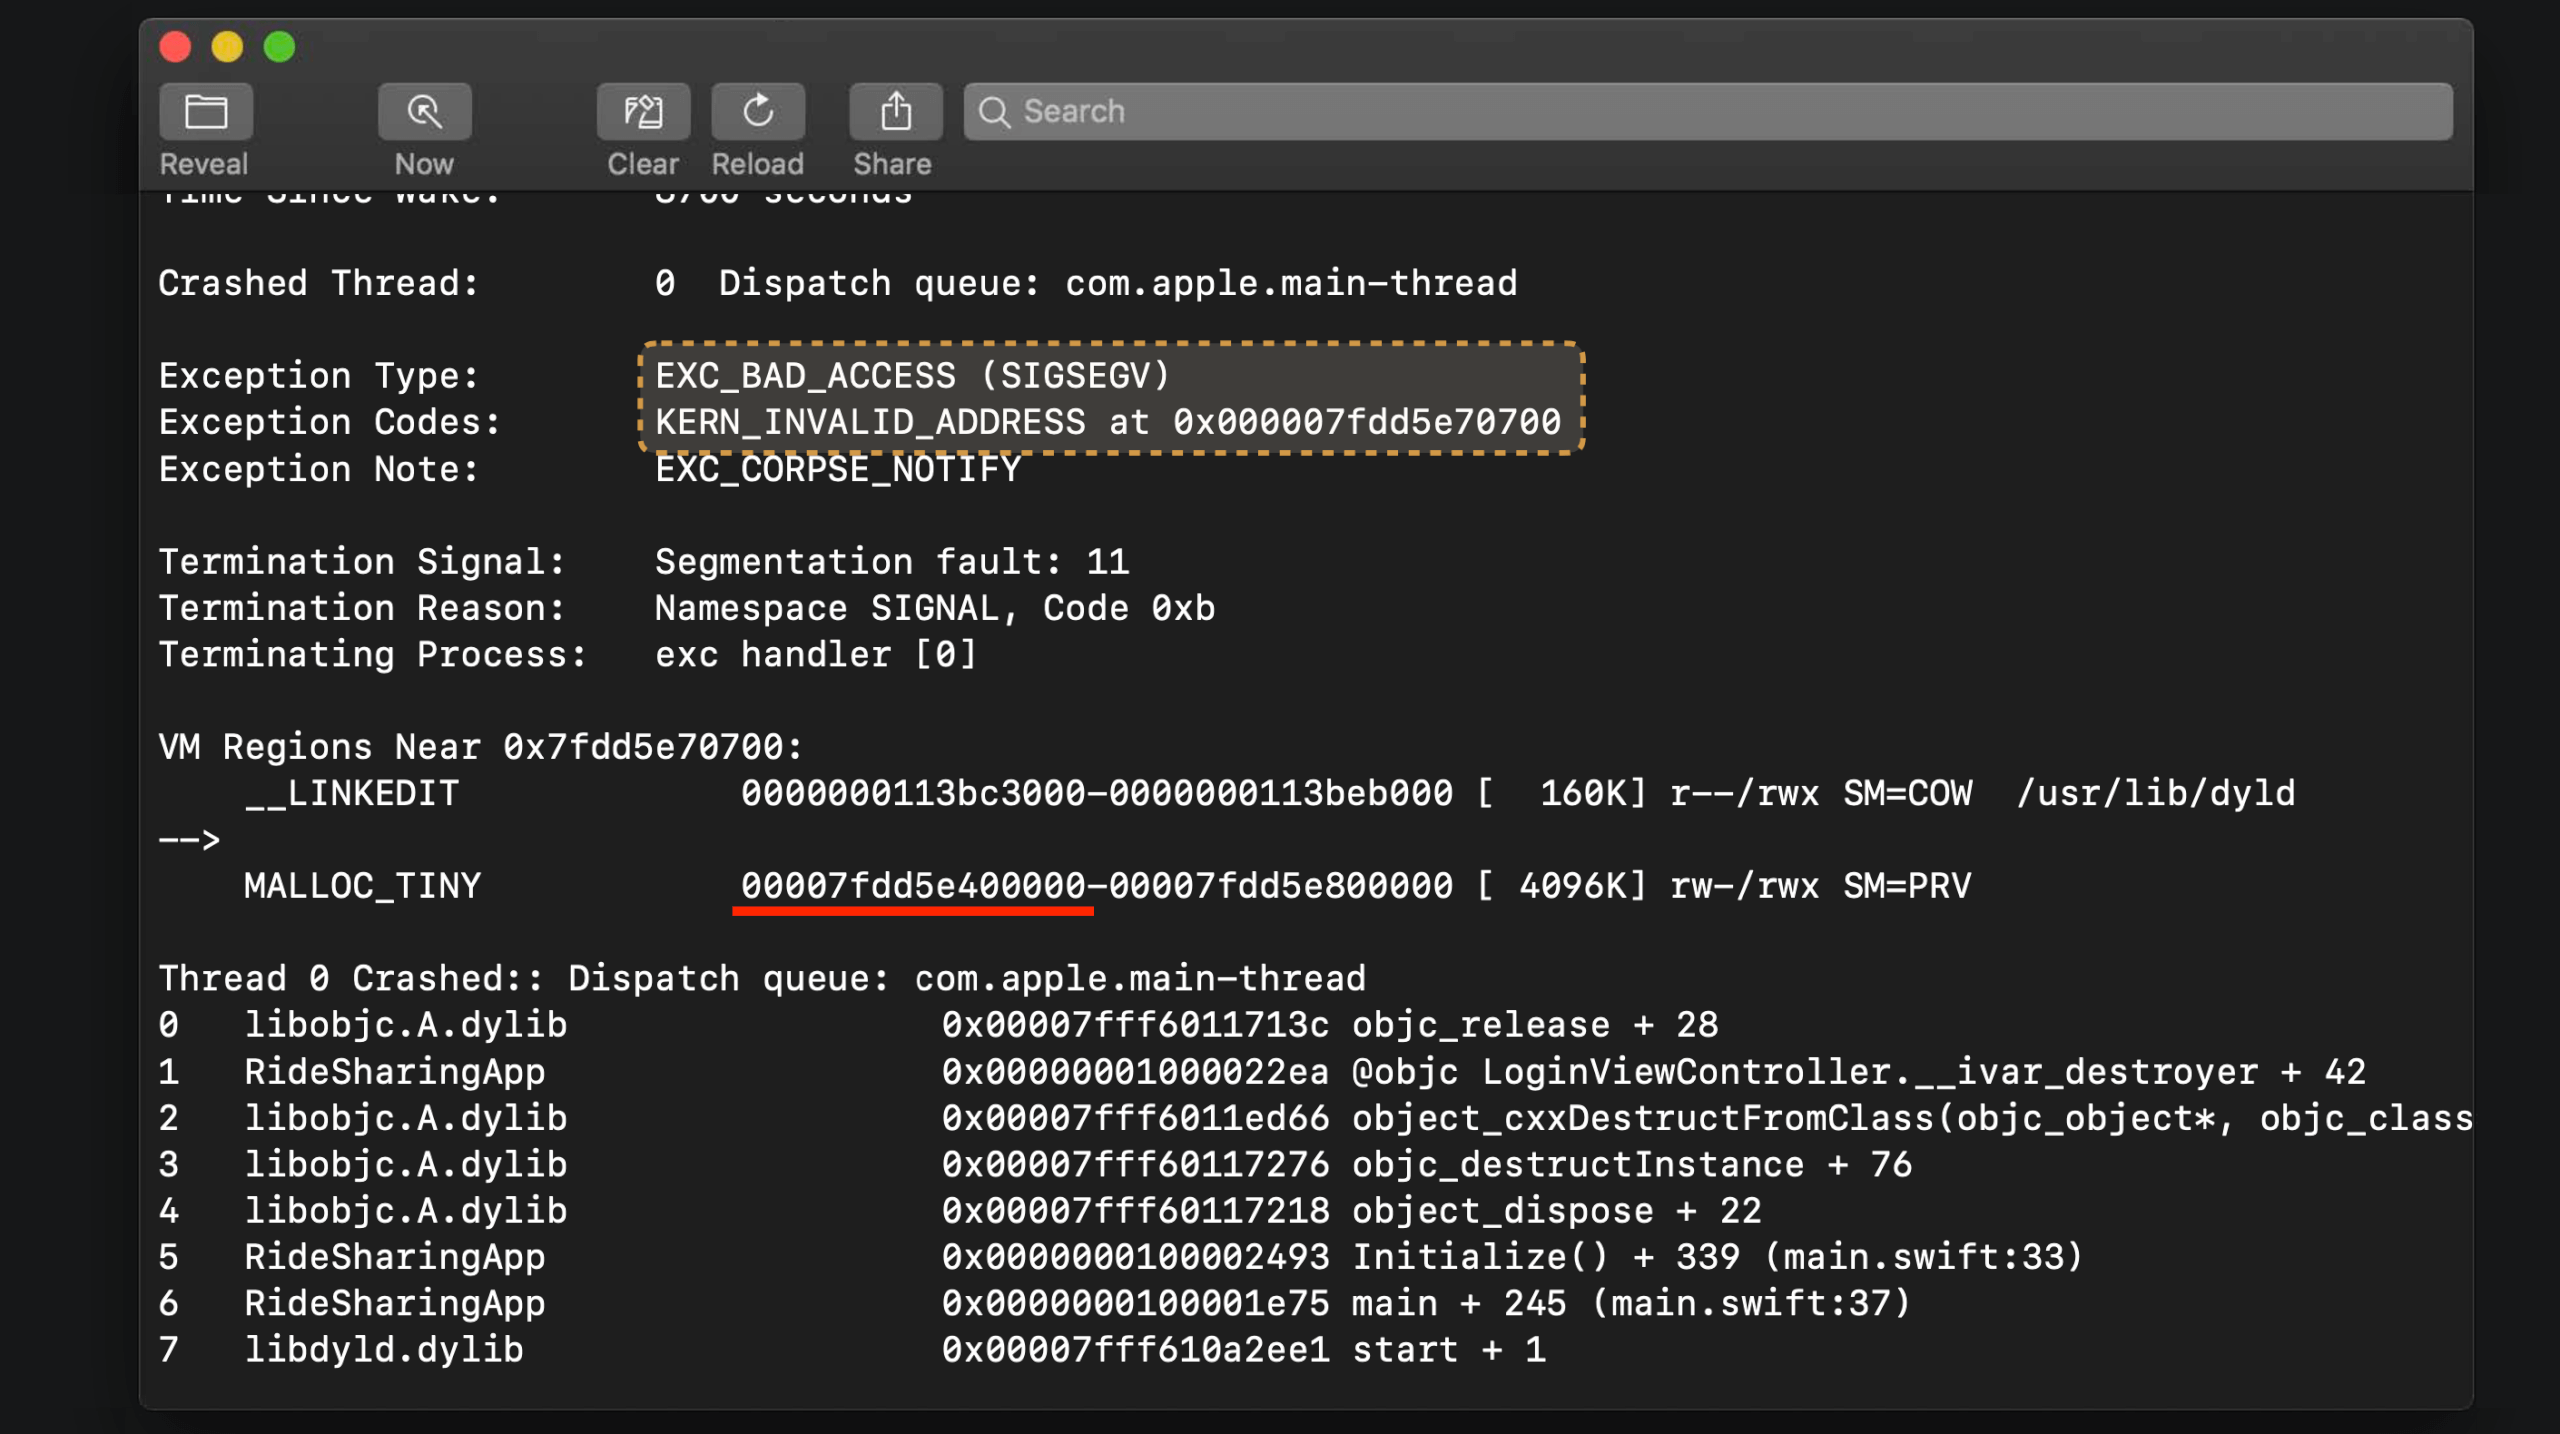 Search
Reveal Now Clear Reload Share
Time Since Wake: 8700 seconds
Crashed Thread: 0 Dispatch queue: com.apple.main-thread
Exception Type: EXC_BAD_ACCESS (SIGSEGV)
Exception Codes: KERN_INVALID_ADDRESS at 0x000007fdd5e70700
Exception Note: EXC_CORPSE_NOTIFY
Termination Signal: Segmentation fault: 11
Termination Reason: Namespace SIGNAL, Code 0xb
Terminating Process: exc handler [0]
VM Regions Near 0x7fdd5e70700:
__LINKEDIT 0000000113bc3000-0000000113beb000 [ 160K] r--/rwx SM=COW /usr/lib/dyld
-->
MALLOC_TINY 00007fdd5e400000-00007fdd5e800000 [ 4096K] rw-/rwx SM=PRV
Thread 0 Crashed:: Dispatch queue: com.apple.main-thread
0 libobjc.A.dylib 0x00007fff6011713c objc_release + 28
1 RideSharingApp 0x00000001000022ea @objc LoginViewController.__ivar_destroyer + 42
2 libobjc.A.dylib 0x00007fff6011ed66 object_cxxDestructFromClass(objc_object*, objc_class
3 libobjc.A.dylib 0x00007fff60117276 objc_destructInstance + 76
4 libobjc.A.dylib 0x00007fff60117218 object_dispose + 22
5 RideSharingApp 0x0000000100002493 Initialize() + 339 (main.swift:33)
6 RideSharingApp 0x0000000100001e75 main + 245 (main.swift:37)
7 libdyld.dylib 0x00007fff610a2ee1 start + 1